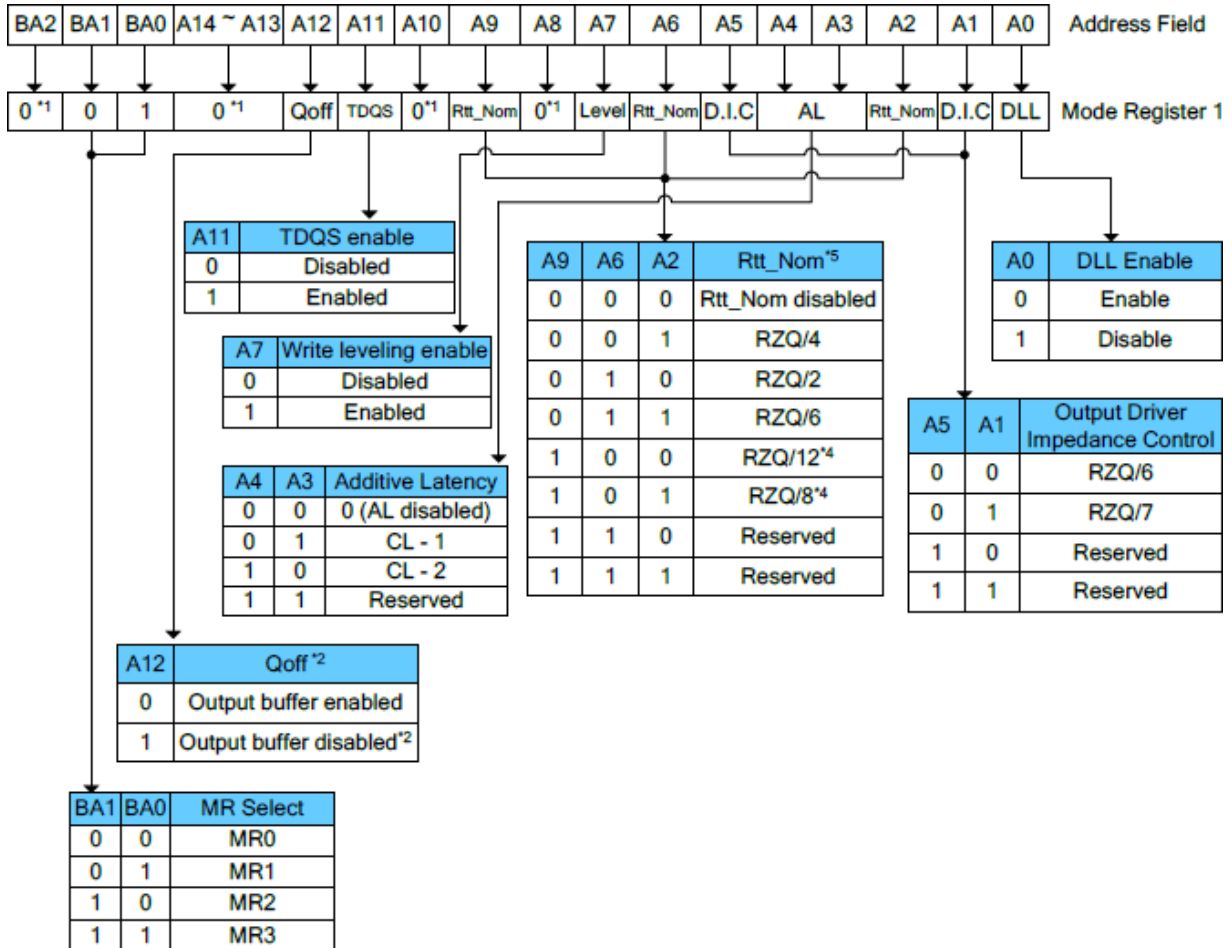 BA2 BA1 BA0 A14 ~ A13 A12 A11 A10 A9 A8 A7 A6 A5 A4 A3 A2 A1 A0 Address Field
0*1 0 1 0*1 Qoff TDQS 0*1 Rtt_Nom 0*1 Level Rtt_Nom D.I.C AL Rtt_Nom D.I.C DLL Mode Register 1
A11 TDQS enable
0 Disabled
1 Enabled
A7 Write leveling enable
0 Disabled
1 Enabled
A4 A3 Additive Latency
0 0 0 (AL disabled)
0 1 CL - 1
1 0 CL - 2
1 1 Reserved
A9 A6 A2 Rtt_Nom*5
0 0 0 Rtt_Nom disabled
0 0 1 RZQ/4
0 1 0 RZQ/2
0 1 1 RZQ/6
1 0 0 RZQ/12*4
1 0 1 RZQ/8*4
1 1 0 Reserved
1 1 1 Reserved
A0 DLL Enable
0 Enable
1 Disable
A5 A1 Output Driver
Impedance Control
0 0 RZQ/6
0 1 RZQ/7
1 0 Reserved
1 1 Reserved
A12 Qoff*2
0 Output buffer enabled
1 Output buffer disabled*2
BA1 BA0 MR Select
0 0 MR0
0 1 MR1
1 0 MR2
1 1 MR3